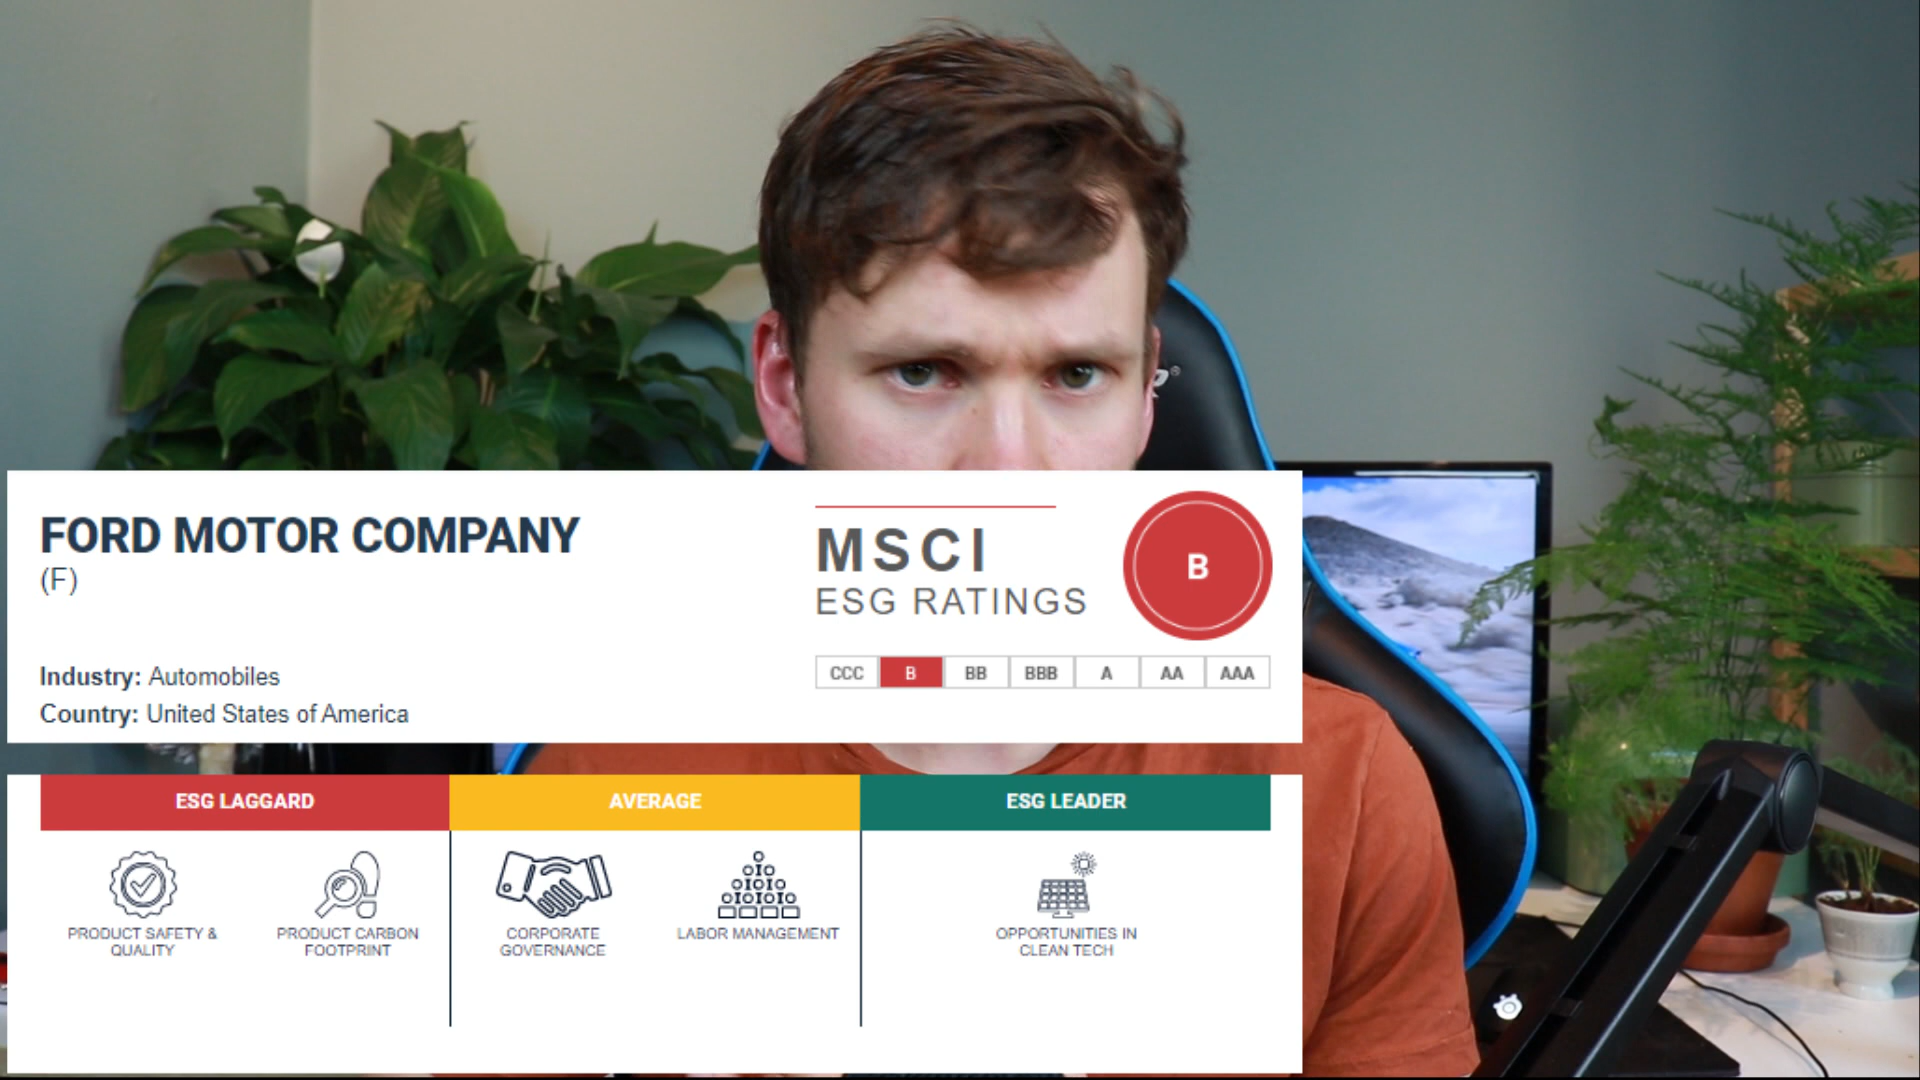 FORD MOTOR COMPANY
(F)
Industry: Automobiles
Country: United States of America
MSCI
ESG RATINGS
B
CCC B BB BBB A AA AAA
ESG LAGGARD
AVERAGE
ESG LEADER
PRODUCT SAFETY &
QUALITY
PRODUCT CARBON
FOOTPRINT
CORPORATE
GOVERNANCE
LABOR MANAGEMENT
OPPORTUNITIES IN
CLEAN TECH